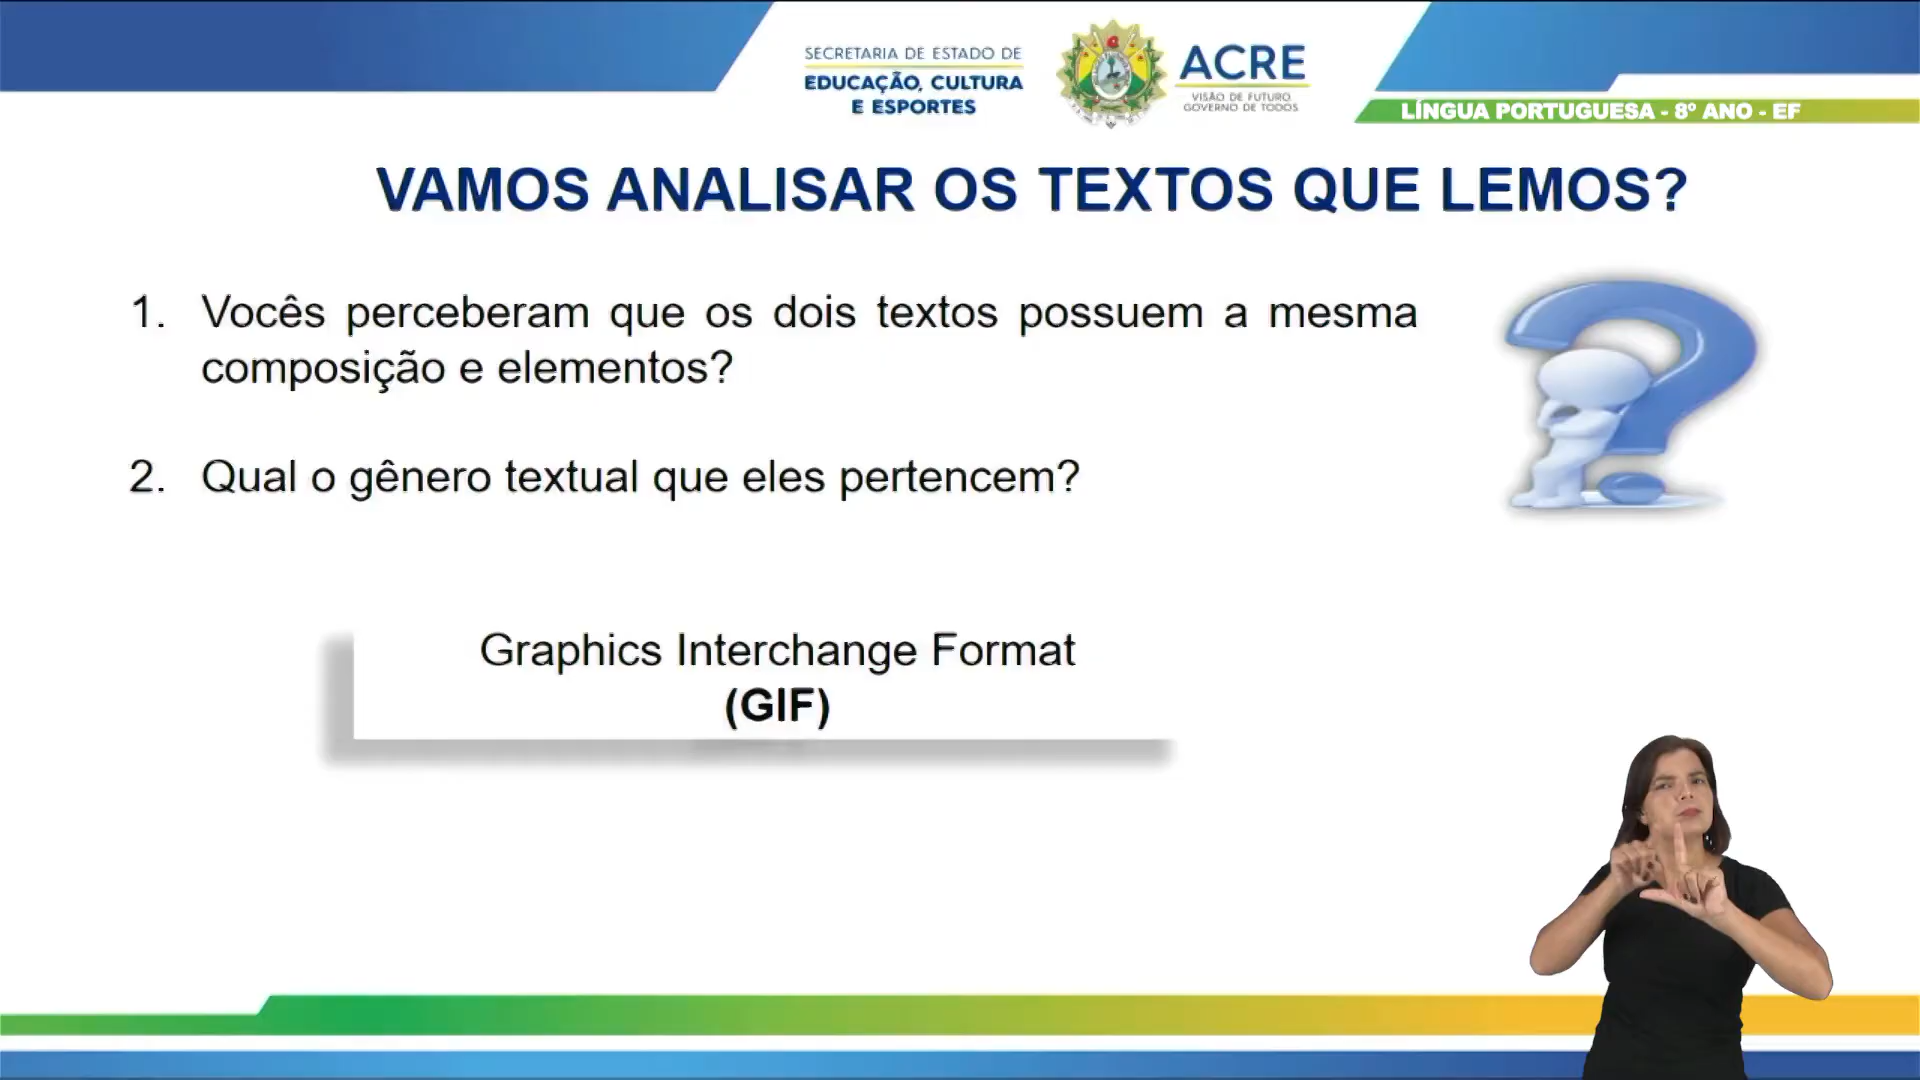 SECRETARIA DE ESTADO DE
EDUCAÇÃO, CULTURA
E ESPORTES
ACRE
VISÃO DE FUTURO
GOVERNO DE TODOS
LÍNGUA PORTUGUESA - 8º ANO - EF
VAMOS ANALISAR OS TEXTOS QUE LEMOS?
1. Vocês perceberam que os dois textos possuem a mesma
composição e elementos?
2. Qual o gênero textual que eles pertencem?
Graphics Interchange Format
(GIF)